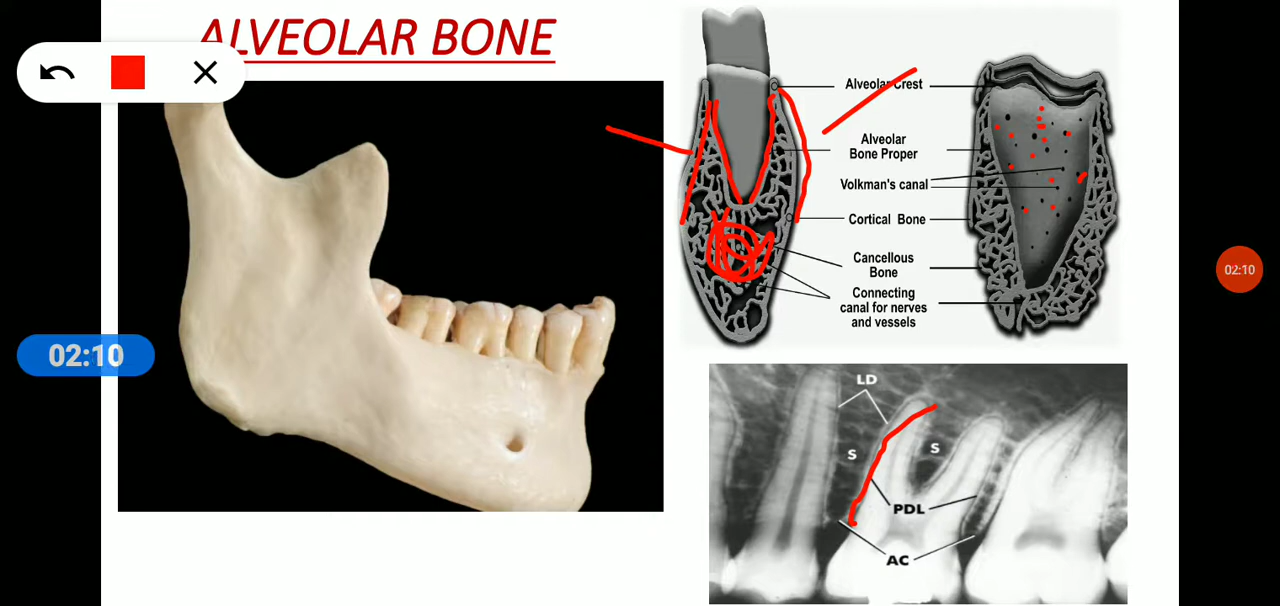 ALVEOLAR BONE
02:10
Alveolar Crest
Alveolar
Bone Proper
Volkman's canal
Cortical Bone
Cancellous
Bone
Connecting
canal for nerves
and vessels
02:10
LD
S
S
PDL
AC